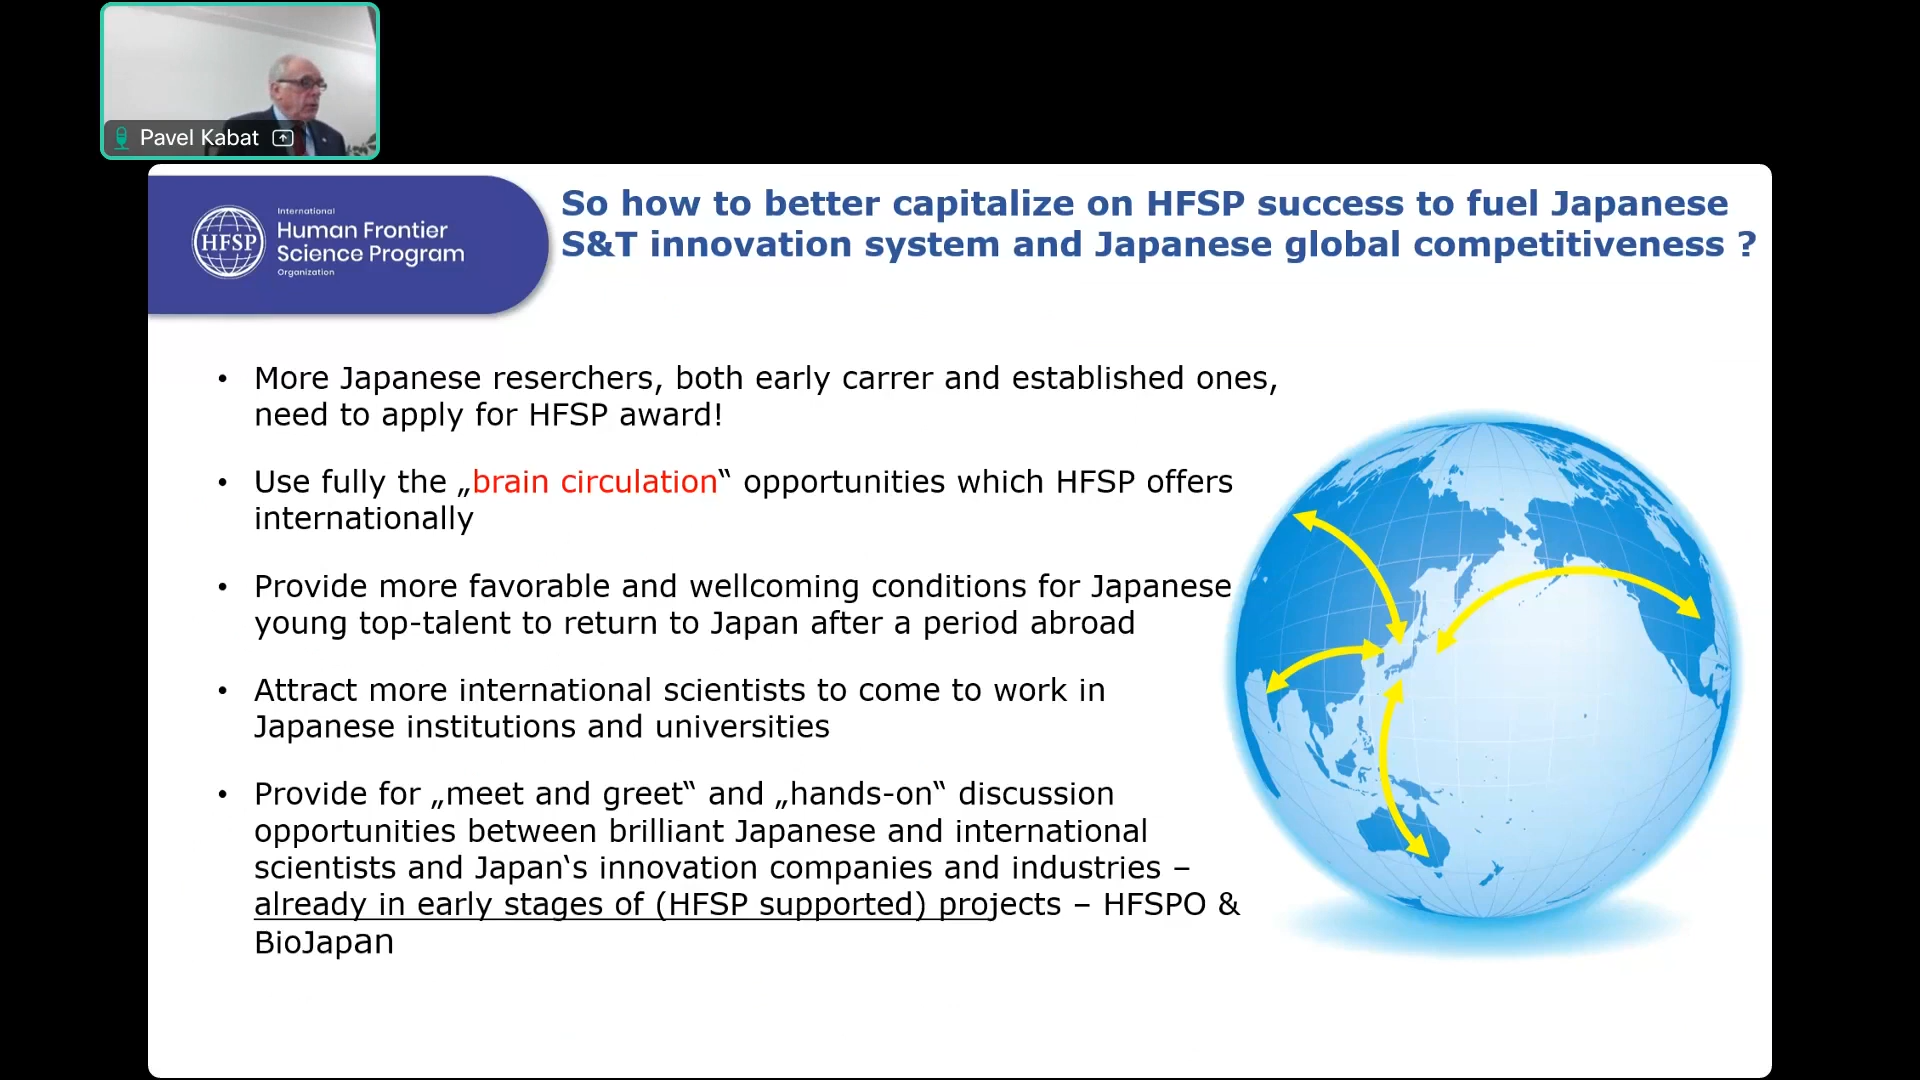 Pavel Kabat
International
HFSP
Human Frontier
Science Program
Organization
So how to better capitalize on HFSP success to fuel Japanese
S&T innovation system and Japanese global competitiveness ?
• More Japanese reserchers, both early carrer and established ones,
need to apply for HFSP award!
• Use fully the „brain circulation‟ opportunities which HFSP offers
internationally
• Provide more favorable and wellcoming conditions for Japanese
young top-talent to return to Japan after a period abroad
• Attract more international scientists to come to work in
Japanese institutions and universities
• Provide for „meet and greet‟ and „hands-on‟ discussion
opportunities between brilliant Japanese and international
scientists and Japan‛s innovation companies and industries –
already in early stages of (HFSP supported) projects – HFSPO &
BioJapan